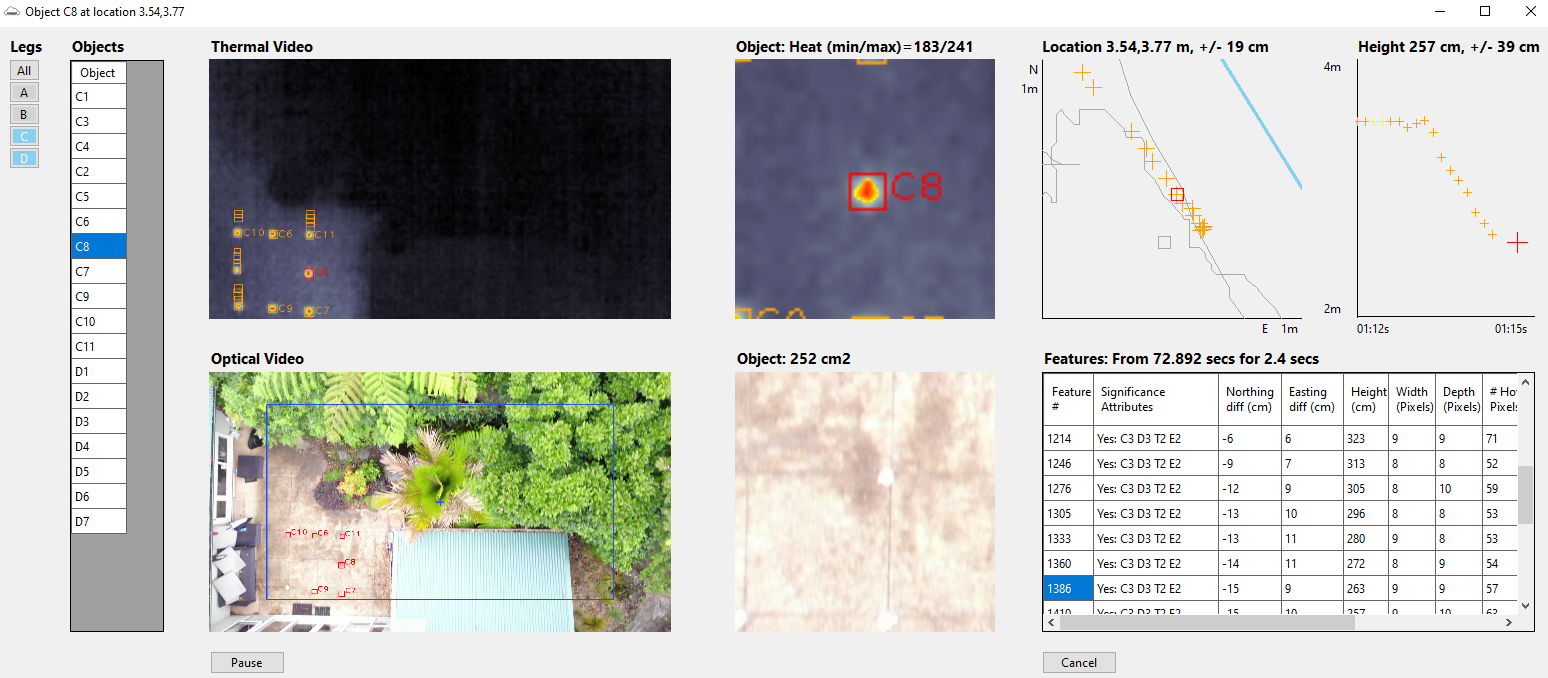 Object C8 at location 3.54,3.77
Legs
Objects
Thermal Video
Object: Heat (min/max)=183/241
Location 3.54,3.77 m, +/- 19 cm
Height 257 cm, +/- 39 cm
All
A
B
C
D
Object
C1
C3
C4
C2
C5
C6
C8
C7
C9
C10
C11
D1
D2
D3
D4
D5
D6
D7
C10
C6
C11
C9
C7
C8
N
1m
E 1m
4m
2m
01:12s
01:15s
Optical Video
Object: 252 cm2
Features: From 72.892 secs for 2.4 secs
C10
C6
C11
C8
C9
C7
Feature # Significance Attributes Northing diff (cm) Easting diff (cm) Height (cm) Width (Pixels) Depth (Pixels) # Hot Pixels
1214 Yes: C3 D3 T2 E2 -6 6 323 9 9 71
1246 Yes: C3 D3 T2 E2 -9 7 313 8 8 52
1276 Yes: C3 D3 T2 E2 -12 9 305 8 10 59
1305 Yes: C3 D3 T2 E2 -13 10 296 8 8 53
1333 Yes: C3 D3 T2 E2 -13 11 280 9 8 53
1360 Yes: C3 D3 T2 E2 -14 11 272 8 9 54
1386 Yes: C3 D3 T2 E2 -15 9 263 9 9 57
1410 Yes: C3 D3 T2 E2 -15 10 257 9 10 63
Pause
Cancel